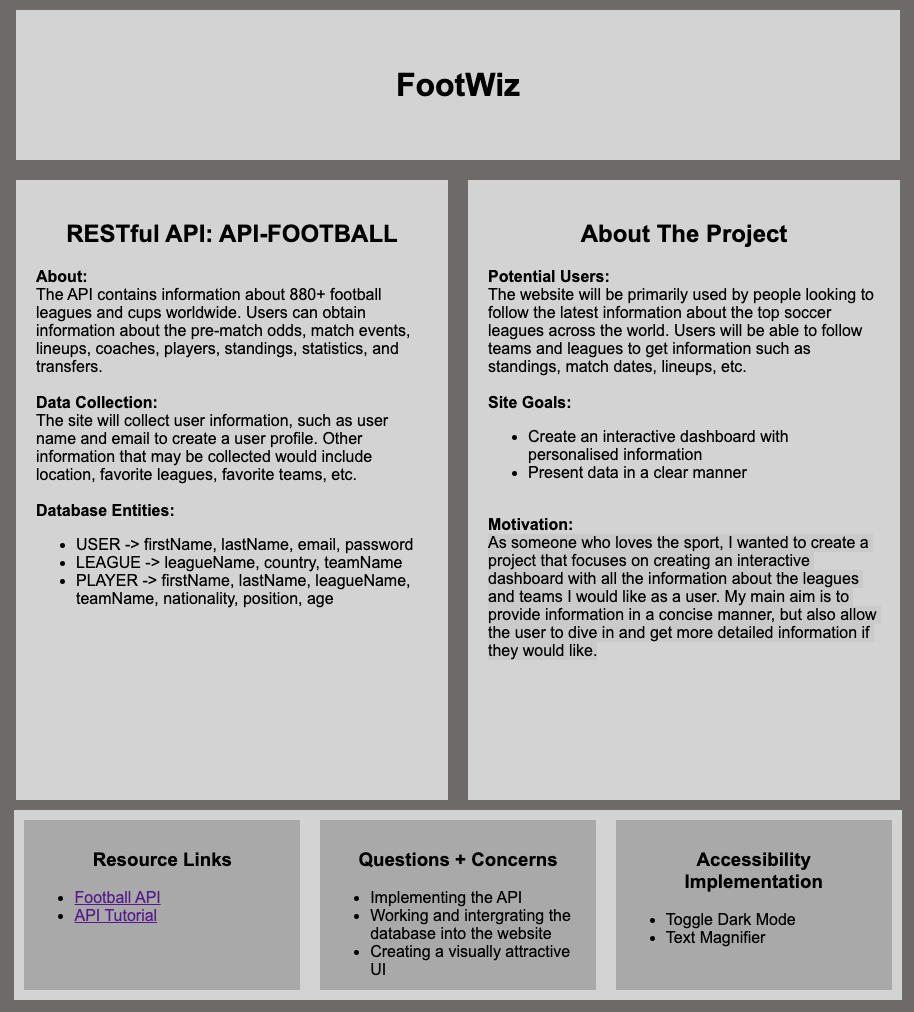 FootWiz
RESTful API: API-FOOTBALL
About:
The API contains information about 880+ football
leagues and cups worldwide. Users can obtain
information about the pre-match odds, match events,
lineups, coaches, players, standings, statistics, and
transfers.
Data Collection:
The site will collect user information, such as user
name and email to create a user profile. Other
information that may be collected would include
location, favorite leagues, favorite teams, etc.
Database Entities:
• USER -> firstName, lastName, email, password
• LEAGUE -> leagueName, country, teamName
• PLAYER -> firstName, lastName, leagueName,
teamName, nationality, position, age
About The Project
Potential Users:
The website will be primarily used by people looking to
follow the latest information about the top soccer
leagues across the world. Users will be able to follow
teams and leagues to get information such as
standings, match dates, lineups, etc.
Site Goals:
• Create an interactive dashboard with
personalised information
• Present data in a clear manner
Motivation:
As someone who loves the sport, I wanted to create a
project that focuses on creating an interactive
dashboard with all the information about the leagues
and teams I would like as a user. My main aim is to
provide information in a concise manner, but also allow
the user to dive in and get more detailed information if
they would like.
Resource Links
• Football API
• API Tutorial
Questions + Concerns
• Implementing the API
• Working and intergrating the
database into the website
• Creating a visually attractive
UI
Accessibility
Implementation
• Toggle Dark Mode
• Text Magnifier